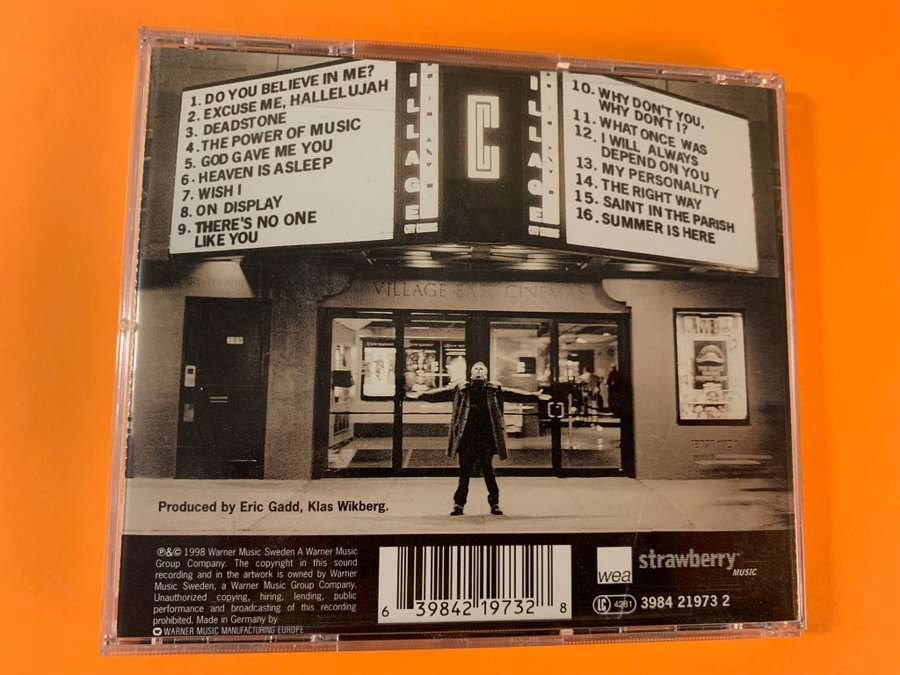 1. DO YOU BELIEVE IN ME?
2. EXCUSE ME, HALLELUJAH
3. DEADSTONE
4. THE POWER OF MUSIC
5. GOD GAVE ME YOU
6. HEAVEN IS ASLEEP
7. WISH I
8. ON DISPLAY
9. THERE'S NO ONE
LIKE YOU
ILLAGE
C
ILLAGE
10. WHY DON'T YOU,
WHY DON'T I?
11. WHAT ONCE WAS
12. I WILL ALWAYS
DEPEND ON YOU
13. MY PERSONALITY
14. THE RIGHT WAY
15. SAINT IN THE PARISH
16. SUMMER IS HERE
VILLAGE EAST CINEMAS
Produced by Eric Gadd, Klas Wikberg.
℗&© 1998 Warner Music Sweden A Warner Music
Group Company. The copyright in this sound
recording and in the artwork is owned by Warner
Music Sweden, a Warner Music Group Company.
Unauthorized copying, hiring, lending, public
performance and broadcasting of this recording
prohibited. Made in Germany by
WARNER MUSIC MANUFACTURING EUROPE
6 39842 19732 8
wea
strawberry
MUSIC
LC 4281 3984 21973 2